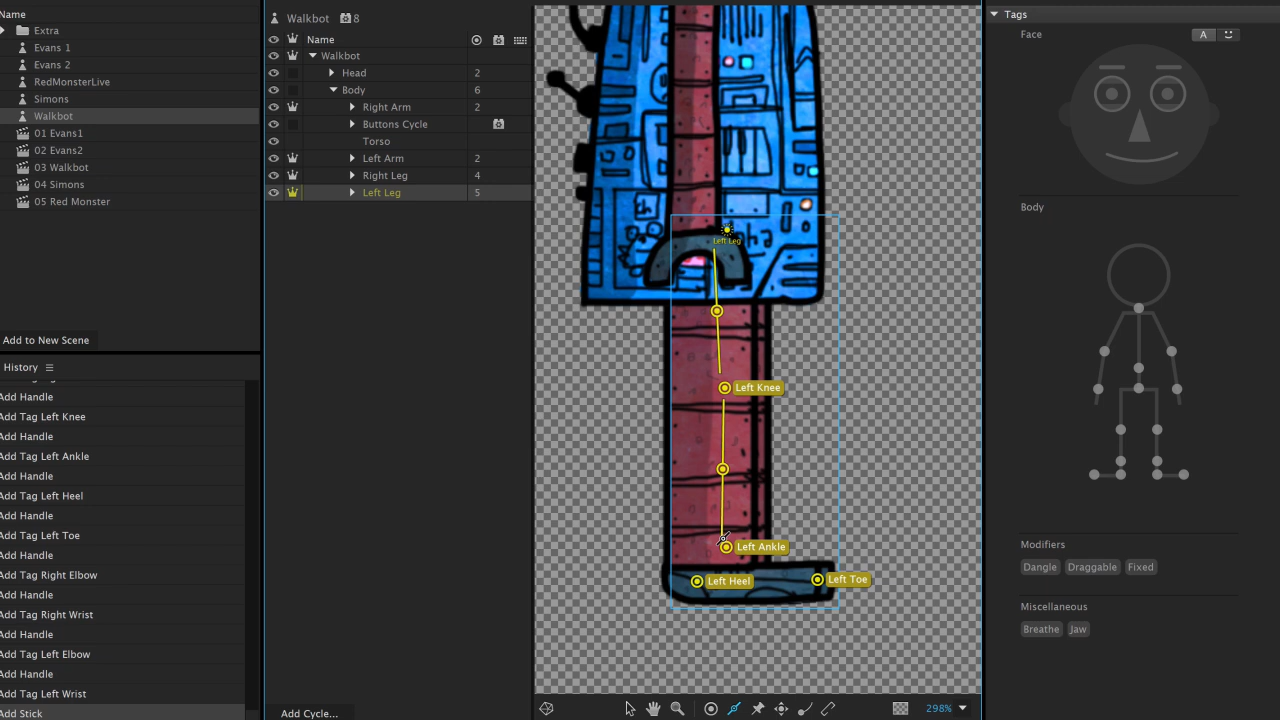 Name
Extra
Evans 1
Evans 2
RedMonsterLive
Simons
Walkbot
01 Evans1
02 Evans2
03 Walkbot
04 Simons
05 Red Monster
Add to New Scene
History
Add Handle
Add Tag Left Knee
Add Handle
Add Tag Left Ankle
Add Handle
Add Tag Left Heel
Add Handle
Add Tag Left Toe
Add Handle
Add Tag Right Elbow
Add Handle
Add Tag Right Wrist
Add Handle
Add Tag Left Elbow
Add Handle
Add Tag Left Wrist
Add Stick
Walkbot 8
Name
Walkbot
Head 2
Body 6
Right Arm 2
Buttons Cycle
Torso
Left Arm 2
Right Leg 4
Left Leg 5
Add Cycle...
Left Leg
Left Knee
Left Ankle
Left Heel
Left Toe
298%
Tags
Face
A
Body
Modifiers
Dangle Draggable Fixed
Miscellaneous
Breathe Jaw